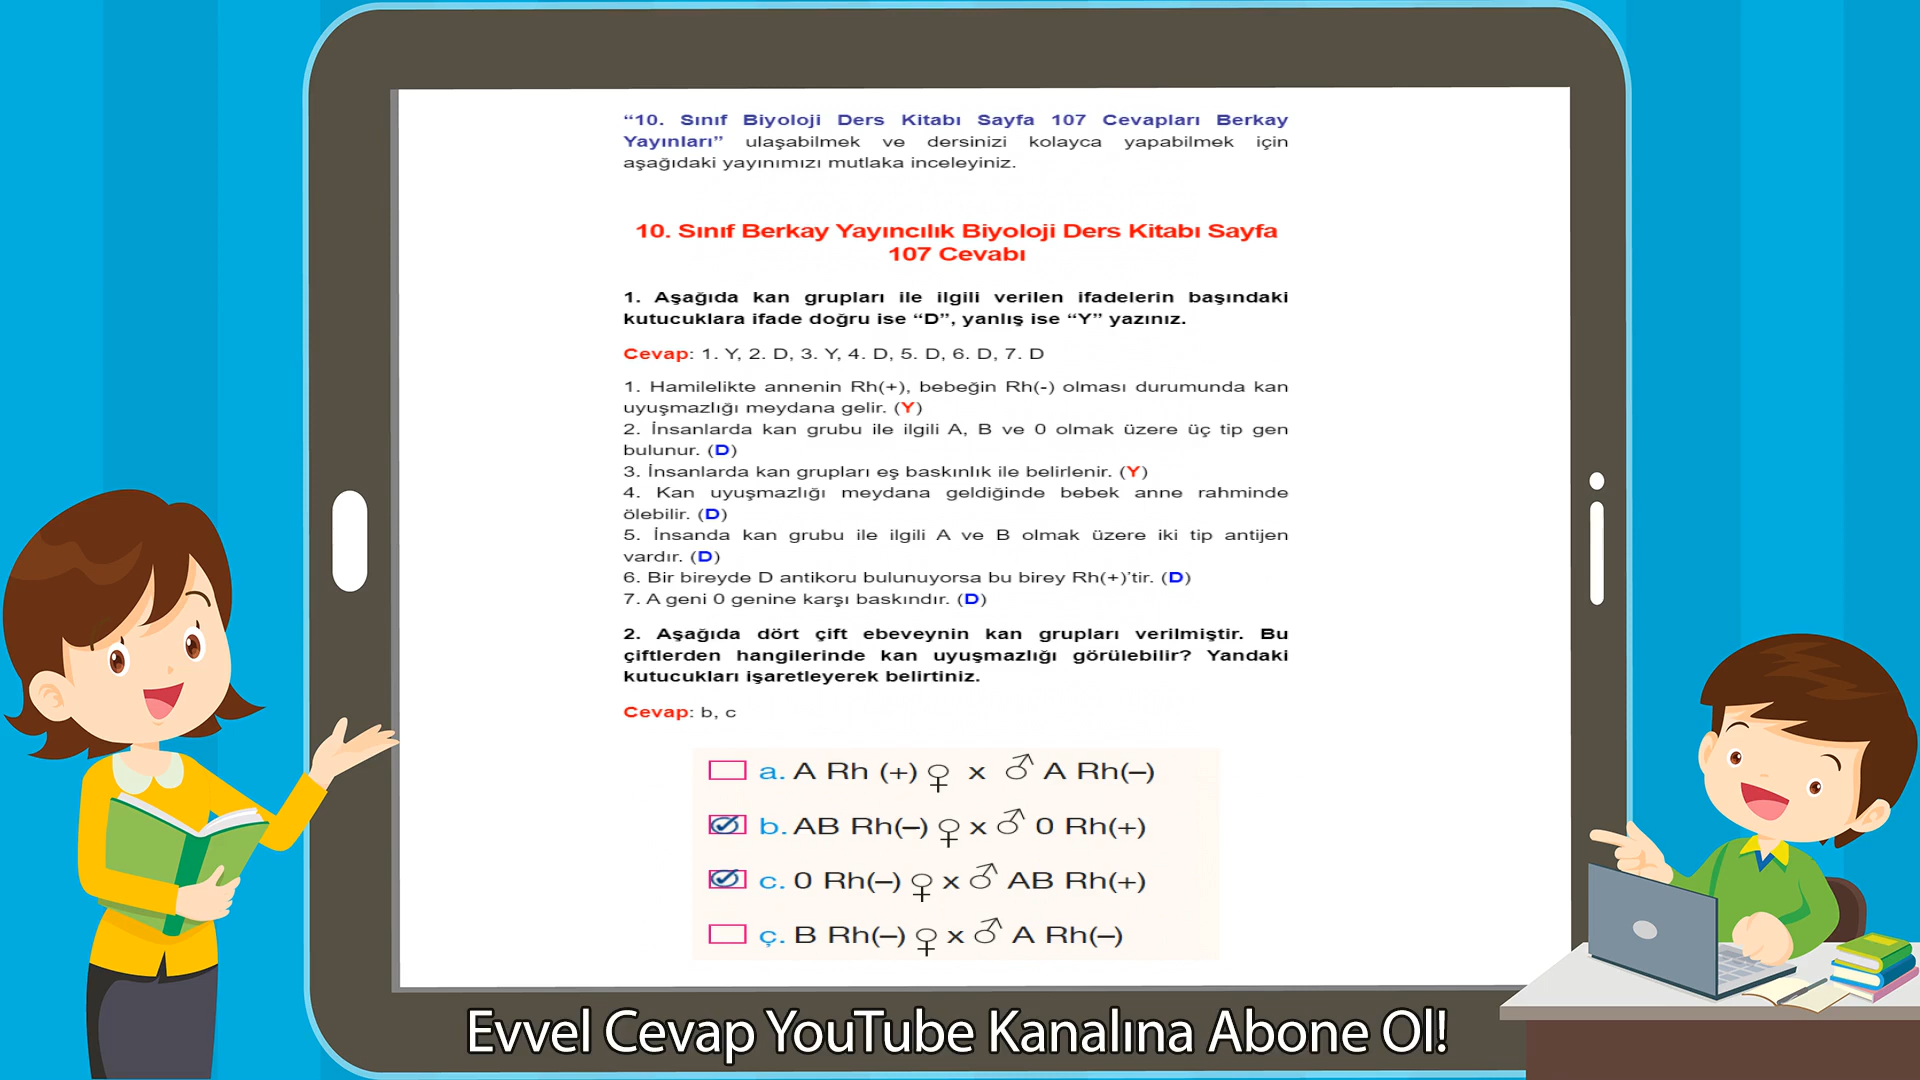 “10. Sınıf Biyoloji Ders Kitabı Sayfa 107 Cevapları Berkay
Yayınları” ulaşabilmek ve dersinizi kolayca yapabilmek için
aşağıdaki yayınımızı mutlaka inceleyiniz.
10. Sınıf Berkay Yayıncılık Biyoloji Ders Kitabı Sayfa
107 Cevabı
1. Aşağıda kan grupları ile ilgili verilen ifadelerin başındaki
kutucuklara ifade doğru ise “D”, yanlış ise “Y” yazınız.
Cevap: 1. Y, 2. D, 3. Y, 4. D, 5. D, 6. D, 7. D
1. Hamilelikte annenin Rh(+), bebeğin Rh(-) olması durumunda kan
uyuşmazlığı meydana gelir. (Y)
2. İnsanlarda kan grubu ile ilgili A, B ve 0 olmak üzere üç tip gen
bulunur. (D)
3. İnsanlarda kan grupları eş baskınlık ile belirlenir. (Y)
4. Kan uyuşmazlığı meydana geldiğinde bebek anne rahminde
ölebilir. (D)
5. İnsanda kan grubu ile ilgili A ve B olmak üzere iki tip antijen
vardır. (D)
6. Bir bireyde D antikoru bulunuyorsa bu birey Rh(+)’tir. (D)
7. A geni 0 genine karşı baskındır. (D)
2. Aşağıda dört çift ebeveynin kan grupları verilmiştir. Bu
çiftlerden hangilerinde kan uyuşmazlığı görülebilir? Yandaki
kutucukları işaretleyerek belirtiniz.
Cevap: b, c
a. A Rh (+) ♀ x ♂ A Rh(–)
b. AB Rh(–) ♀ x ♂ 0 Rh(+)
c. 0 Rh(–) ♀ x ♂ AB Rh(+)
ç. B Rh(–) ♀ x ♂ A Rh(–)
Evvel Cevap YouTube Kanalına Abone Ol!